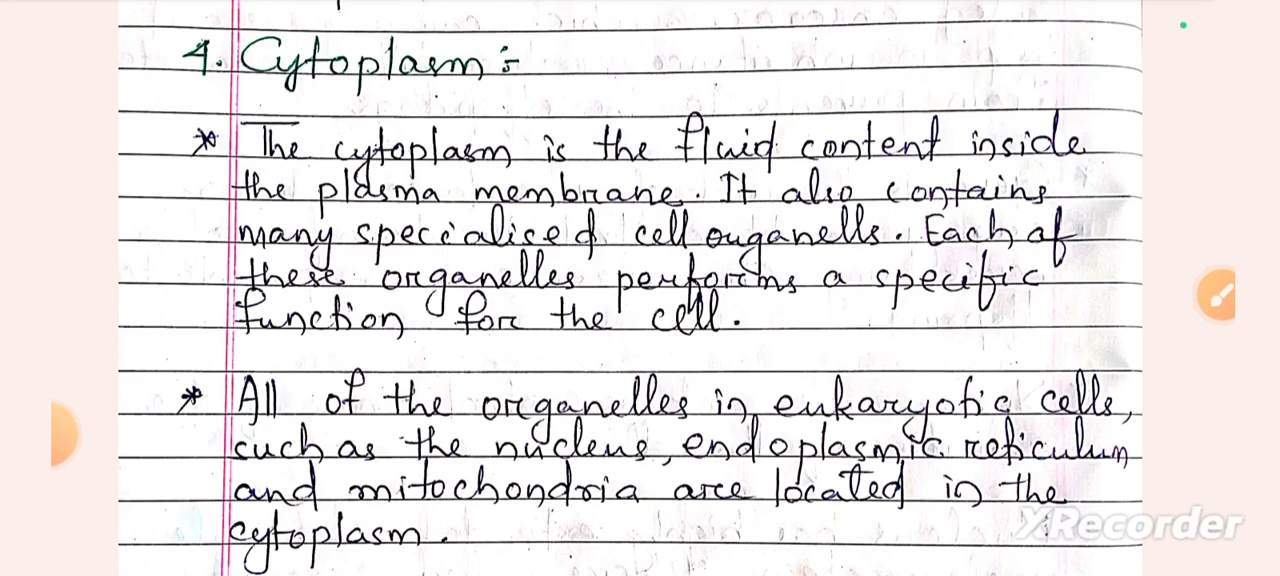 4. Cytoplasm :-
* The cytoplasm is the fluid content inside
the plasma membrane. It also contains
many specialised cell organells. Each of
these organelles performs a specific
function for the cell.
* All of the organelles in eukaryotic cells,
such as the nucleus, endoplasmic reticulum
and mitochondria are located in the
cytoplasm.
XRecorder